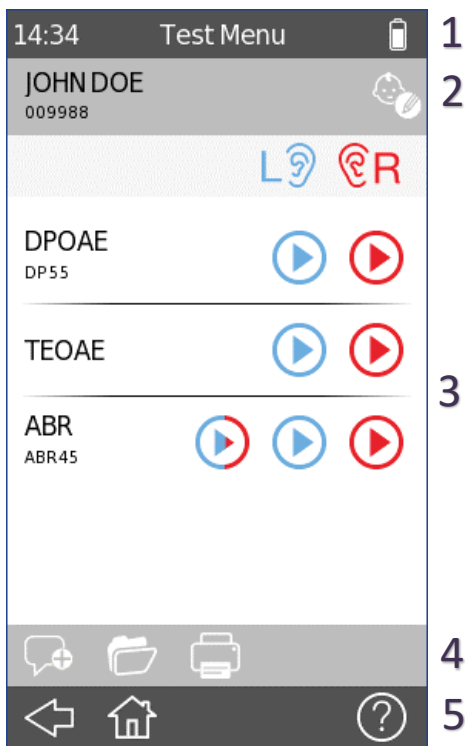 14:34 Test Menu 1
JOHN DOE 2
009988
L R
DPOAE
DP55
TEOAE
3
ABR
ABR45
4
? 5